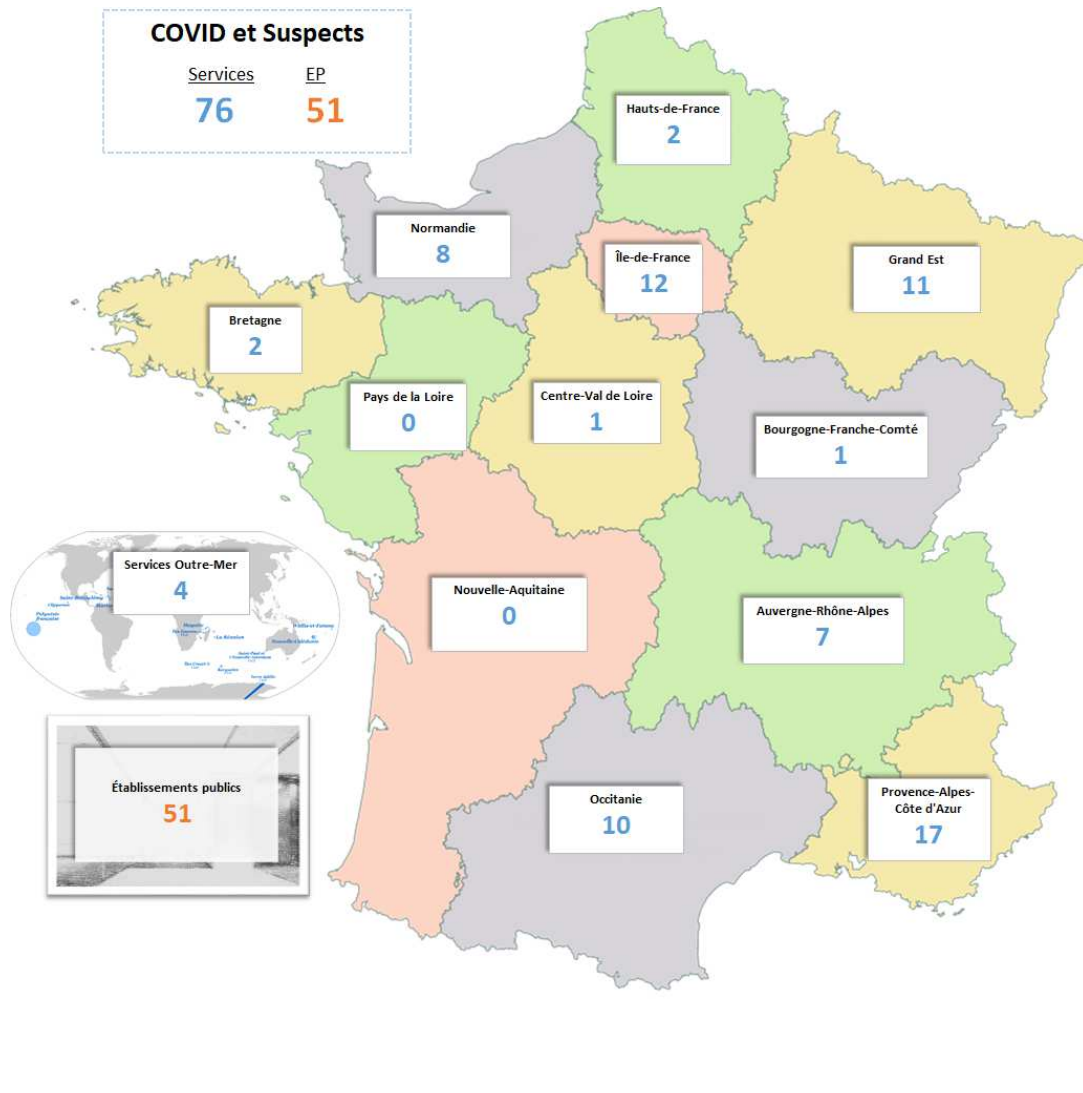 COVID et Suspects
Services EP
76 51
Hauts-de-France
2
Normandie
8
Île-de-France
12
Grand Est
11
Bretagne
2
Pays de la Loire
0
Centre-Val de Loire
1
Bourgogne-Franche-Comté
1
Services Outre-Mer
4
Nouvelle-Aquitaine
0
Auvergne-Rhône-Alpes
7
La Réunion
Établissements publics
51
Occitanie
10
Provence-Alpes-
Côte d'Azur
17